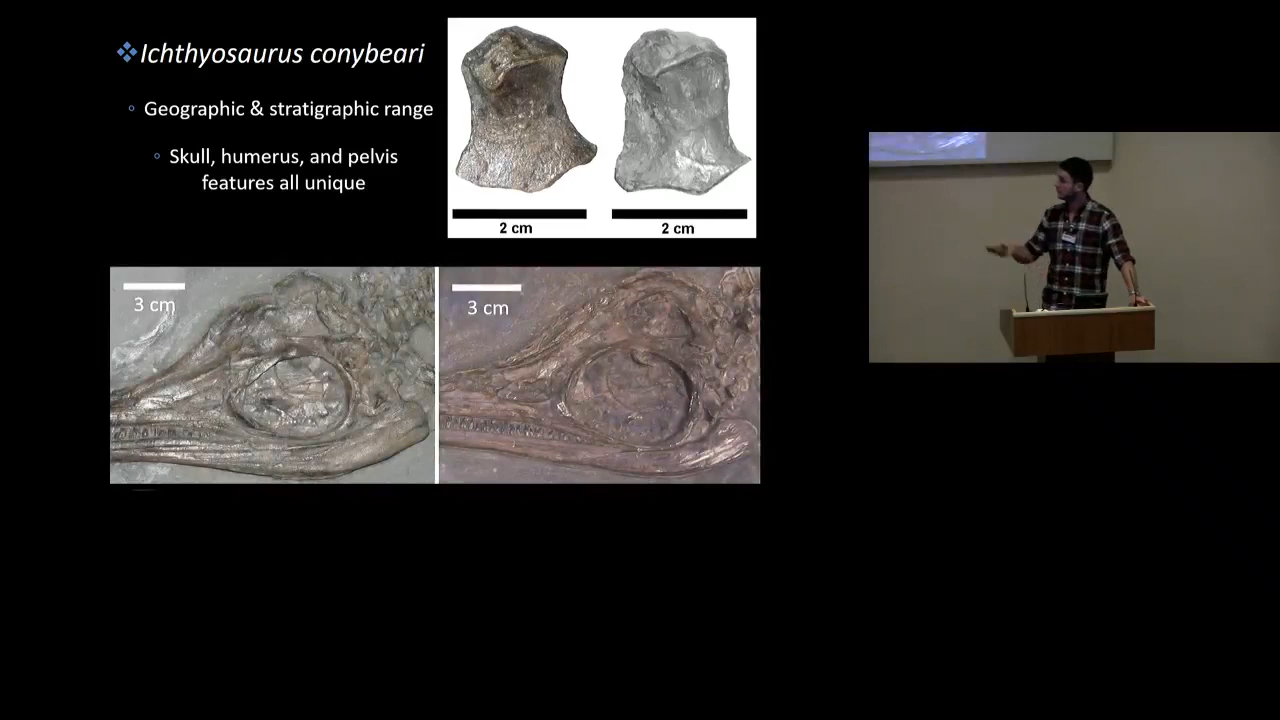 Ichthyosaurus conybeari
Geographic & stratigraphic range
Skull, humerus, and pelvis
features all unique
2 cm
2 cm
3 cm
3 cm